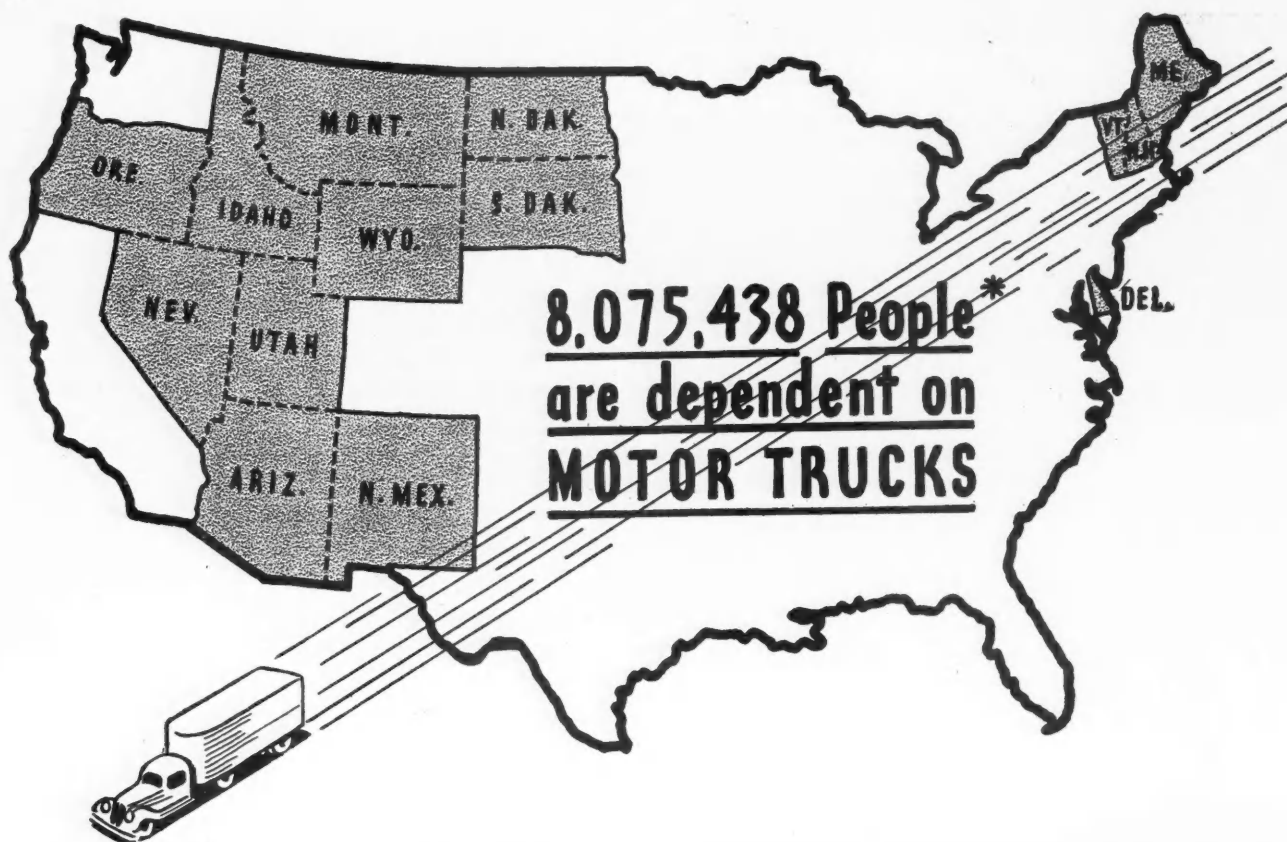 ME.
MONT.
N. DAK.
VT.
N.H.
ORE.
IDAHO
WYO.
S. DAK.
NEV.
UTAH
8,075,438 People*
are dependent on
MOTOR TRUCKS
DEL.
ARIZ.
N. MEX.